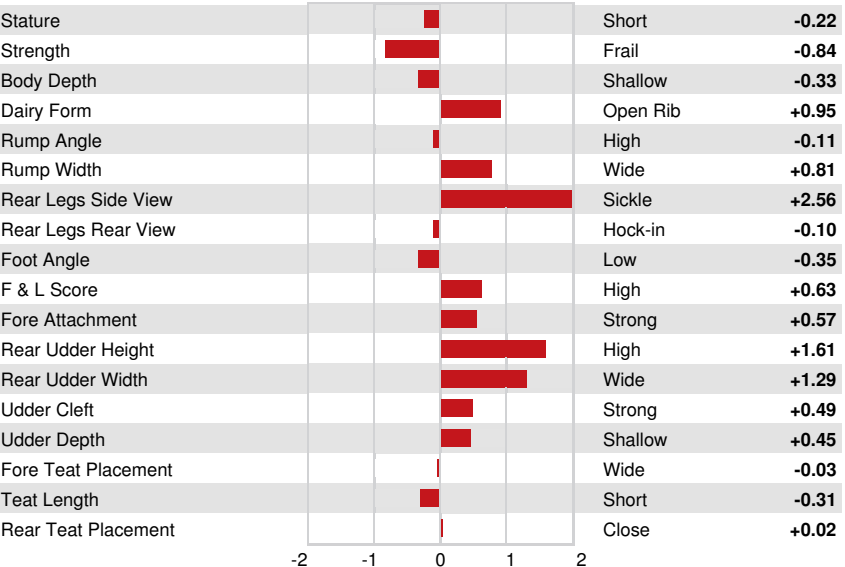 Stature Short -0.22
Strength Frail -0.84
Body Depth Shallow -0.33
Dairy Form Open Rib +0.95
Rump Angle High -0.11
Rump Width Wide +0.81
Rear Legs Side View Sickle +2.56
Rear Legs Rear View Hock-in -0.10
Foot Angle Low -0.35
F & L Score High +0.63
Fore Attachment Strong +0.57
Rear Udder Height High +1.61
Rear Udder Width Wide +1.29
Udder Cleft Strong +0.49
Udder Depth Shallow +0.45
Fore Teat Placement Wide -0.03
Teat Length Short -0.31
Rear Teat Placement Close +0.02
-2 -1 0 1 2